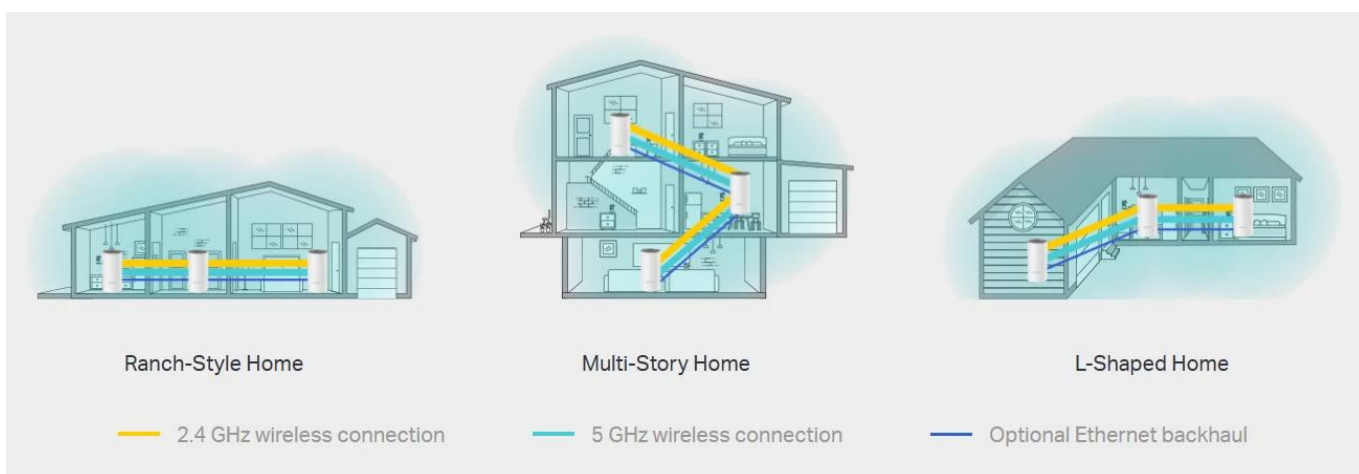 Ranch-Style Home
Multi-Story Home
L-Shaped Home
2.4 GHz wireless connection
5 GHz wireless connection
Optional Ethernet backhaul